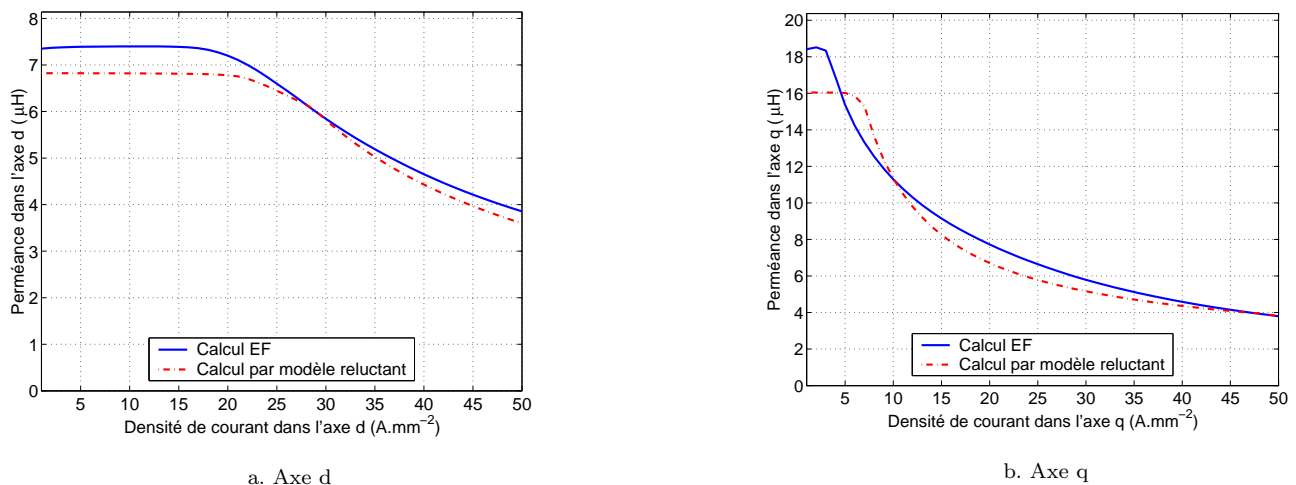 8
7
6
5
4
3
2
1
0
Perméance dans l'axe d (µH)
5 10 15 20 25 30 35 40 45 50
Densité de courant dans l'axe d (A.mm⁻²)
Calcul EF
Calcul par modèle reluctant
a. Axe d
20
18
16
14
12
10
8
6
4
2
0
Perméance dans l'axe q (µH)
5 10 15 20 25 30 35 40 45 50
Densité de courant dans l'axe q (A.mm⁻²)
Calcul EF
Calcul par modèle reluctant
b. Axe q